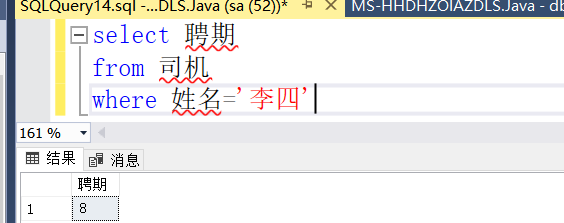 SQLQuery14.sql -...DLS.Java (sa (52))* MS-HHDHZOIAZDLS.Java - db
select 聘期
from 司机
where 姓名='李四'
161 %
结果 消息
聘期
1 8